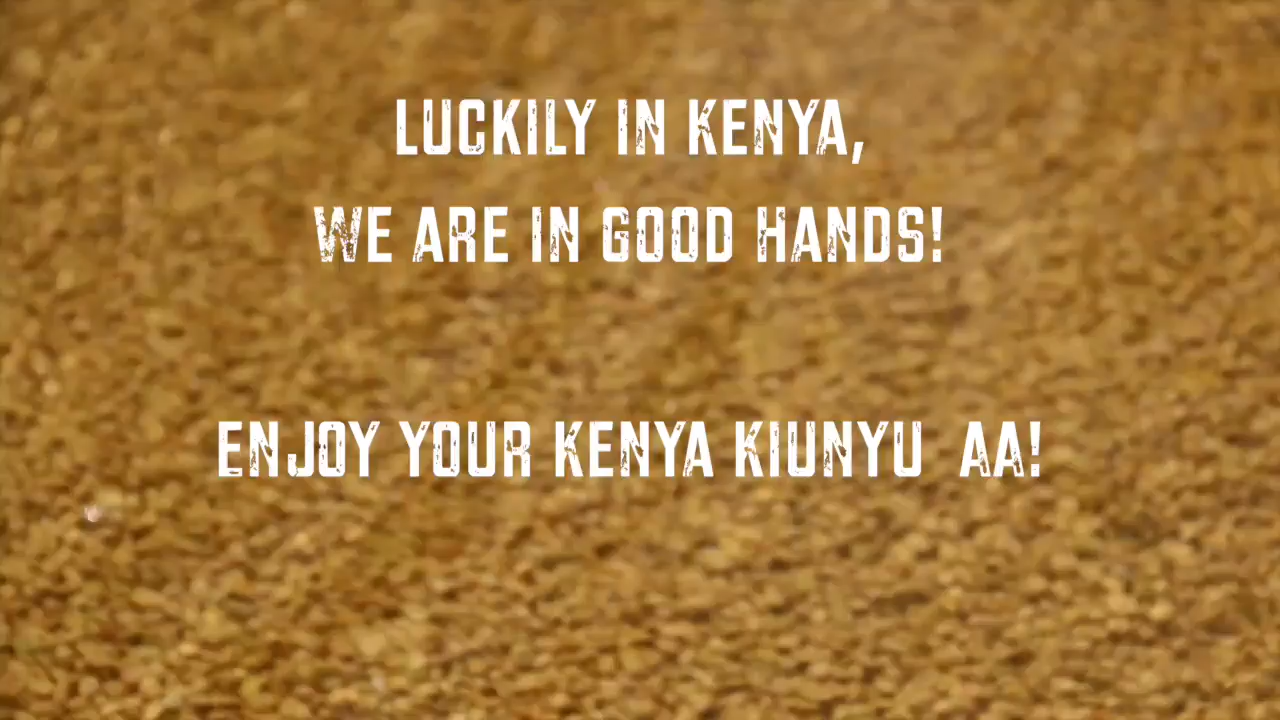 LUCKILY IN KENYA,
WE ARE IN GOOD HANDS!
ENJOY YOUR KENYA KIUNYU AA!